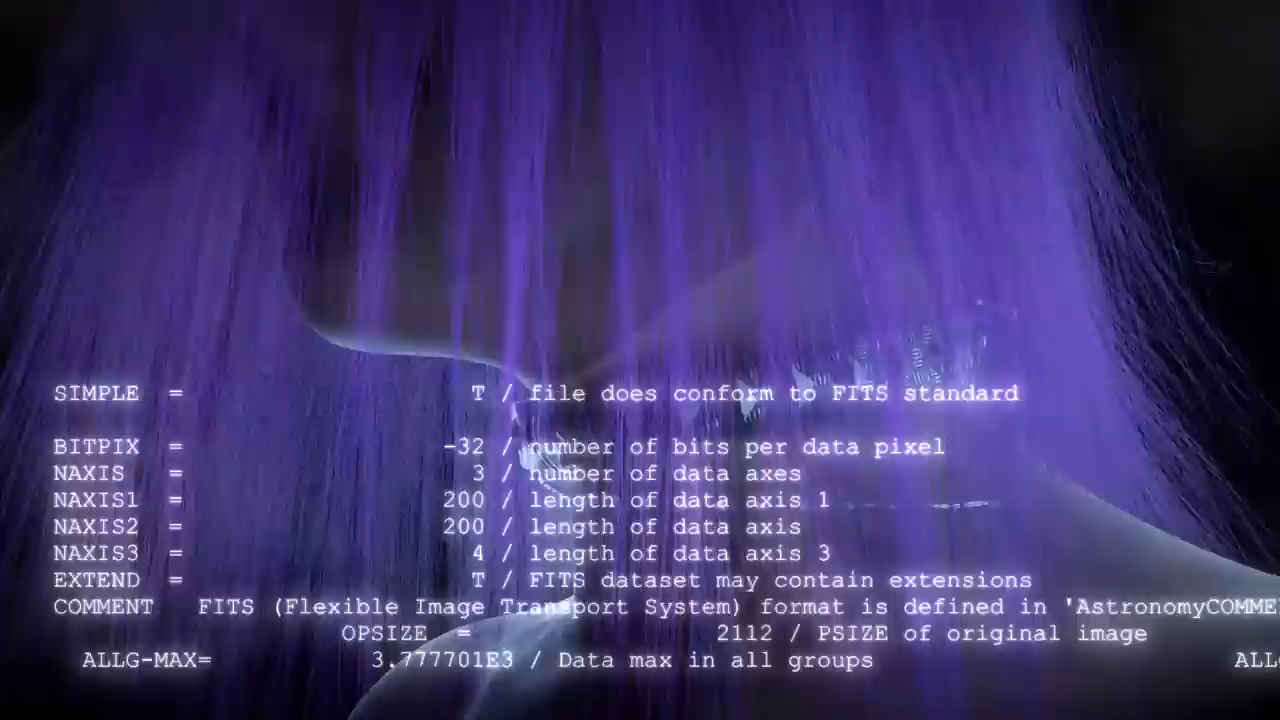 SIMPLE = T / file does conform to FITS standard
BITPIX = -32 / number of bits per data pixel
NAXIS = 3 / number of data axes
NAXIS1 = 200 / length of data axis 1
NAXIS2 = 200 / length of data axis
NAXIS3 = 4 / length of data axis 3
EXTEND = T / FITS dataset may contain extensions
COMMENT FITS (Flexible Image Transport System) format is defined in 'AstronomyCOMME
OPSIZE = 2112 / PSIZE of original image
ALLG-MAX= 3.777701E3 / Data max in all groups ALLG